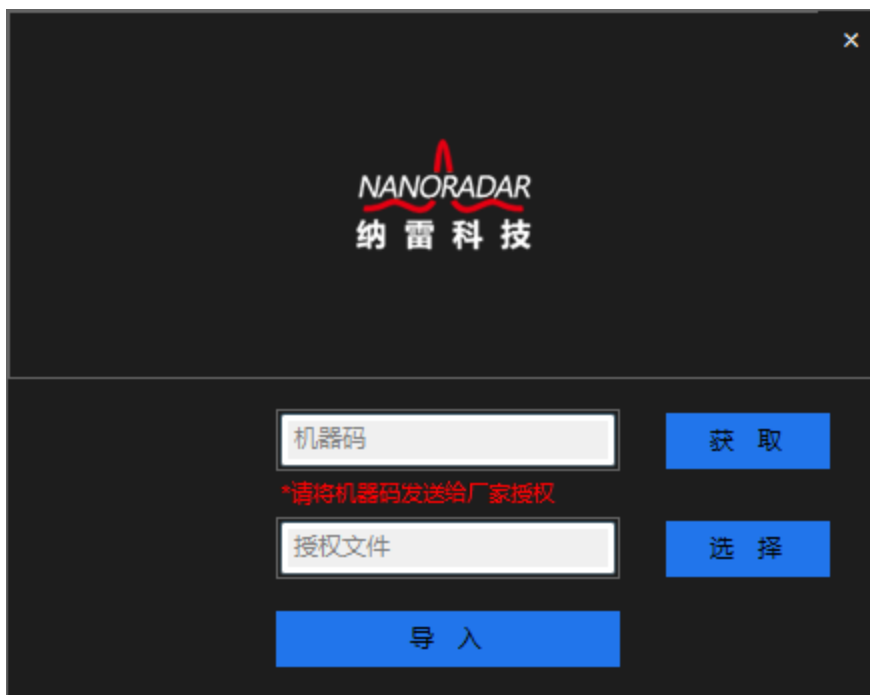 ×
NANORADAR
纳雷科技
机器码
获 取
*请将机器码发送给厂家授权
授权文件
选 择
导 入